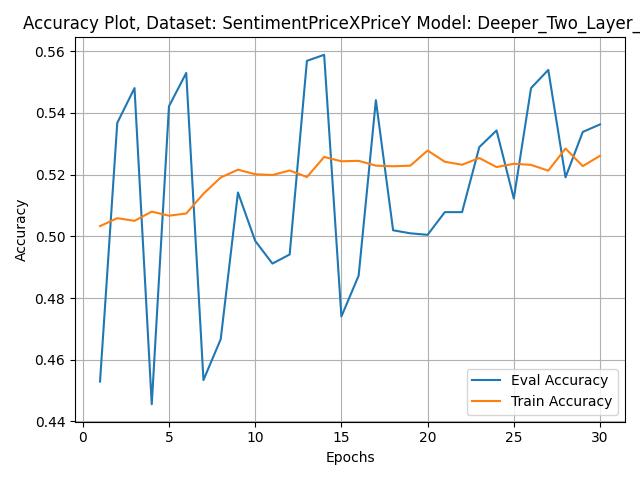 Accuracy Plot, Dataset: SentimentPriceXPriceY Model: Deeper_Two_Layer_
0.56
0.54
0.52
0.50
0.48
0.46
0.44
Accuracy
0 5 10 15 20 25 30
Epochs
Eval Accuracy
Train Accuracy